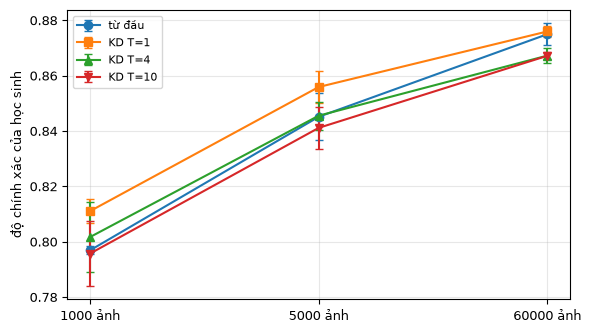 độ chính xác của học sinh
0.88
0.86
0.84
0.82
0.80
0.78
từ đầu
KD T=1
KD T=4
KD T=10
1000 ảnh
5000 ảnh
60000 ảnh